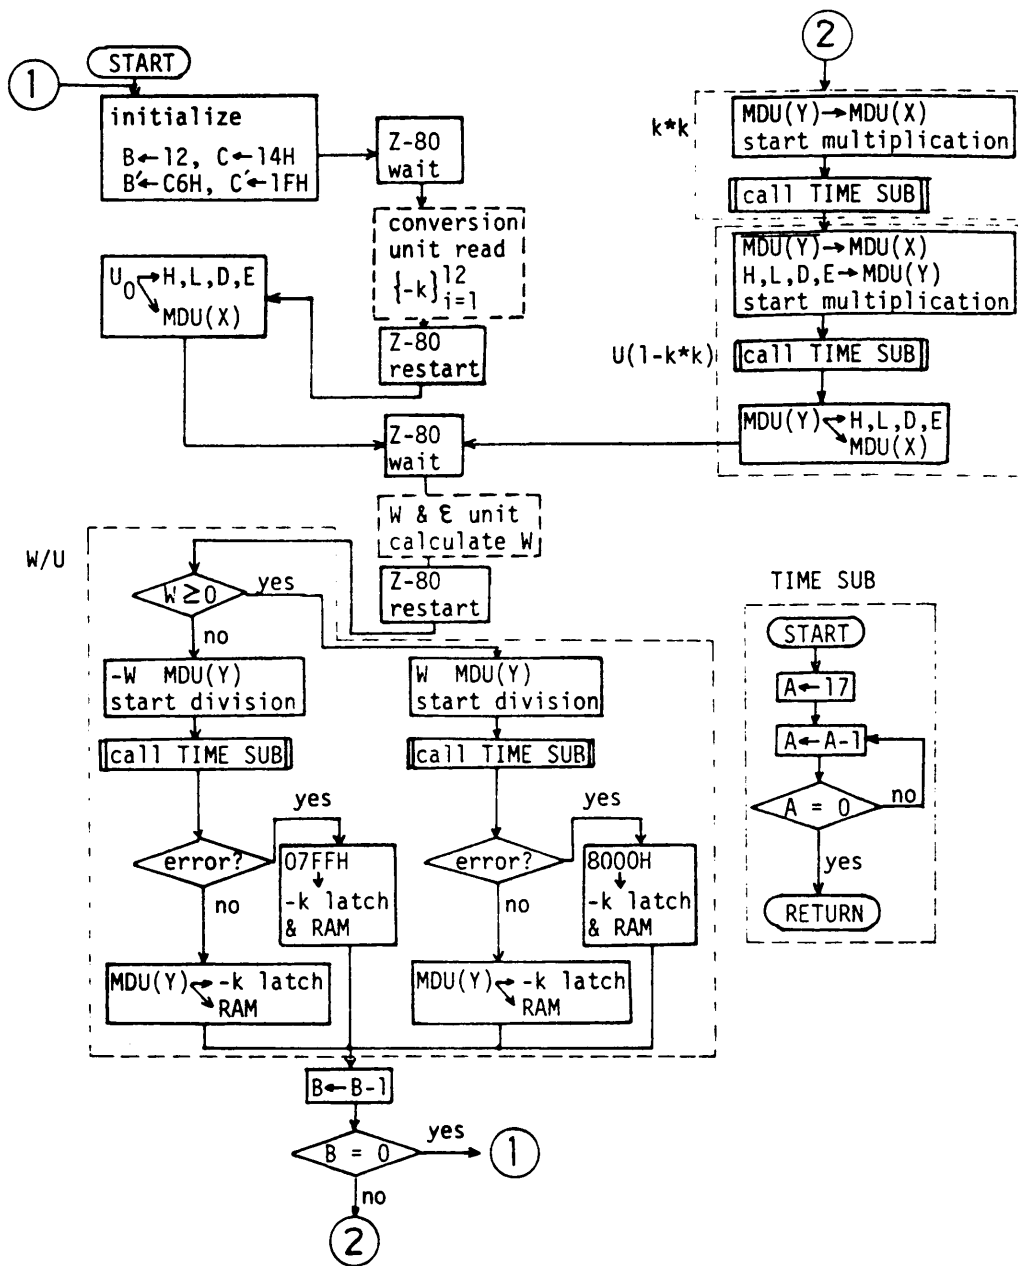 START
1
initialize
B←12, C←14H
B′←C6H, C′←1FH
Z-80
wait
conversion
unit read
{-k}12
i=1
Z-80
restart
U0→H,L,D,E
MDU(X)
Z-80
wait
W & ε unit
calculate W
Z-80
restart
2
k*k
MDU(Y)→MDU(X)
start multiplication
call TIME SUB
MDU(Y)→MDU(X)
H,L,D,E→MDU(Y)
start multiplication
U(1-k*k)
call TIME SUB
MDU(Y)→H,L,D,E
MDU(X)
W/U
W≥0
yes
no
-W MDU(Y)
start division
call TIME SUB
error?
yes
07FFH
↓
-k latch
& RAM
no
MDU(Y)→-k latch
RAM
W MDU(Y)
start division
call TIME SUB
error?
yes
8000H
↓
-k latch
& RAM
no
MDU(Y)→-k latch
RAM
B←B-1
B = 0
yes
1
no
2
TIME SUB
START
A←17
A←A-1
A = 0
no
yes
RETURN